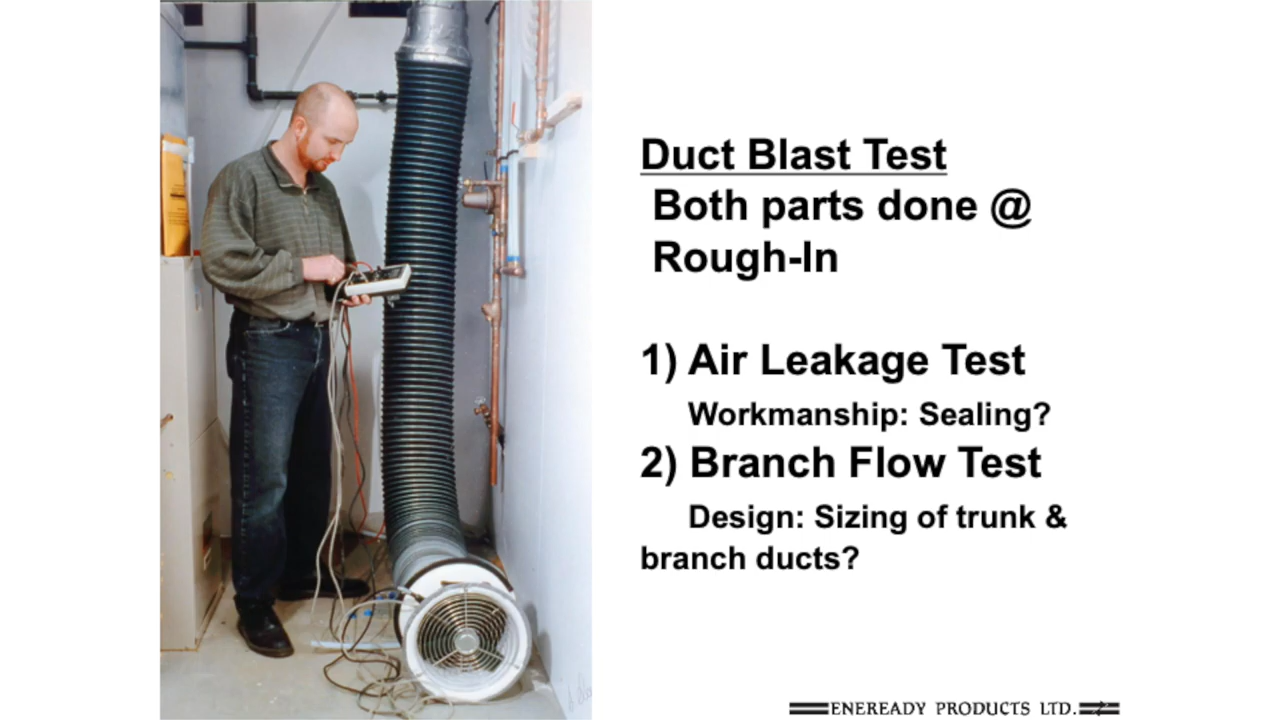 Duct Blast Test
Both parts done @
Rough-In
1) Air Leakage Test
Workmanship: Sealing?
2) Branch Flow Test
Design: Sizing of trunk &
branch ducts?
ENEREADY PRODUCTS LTD.